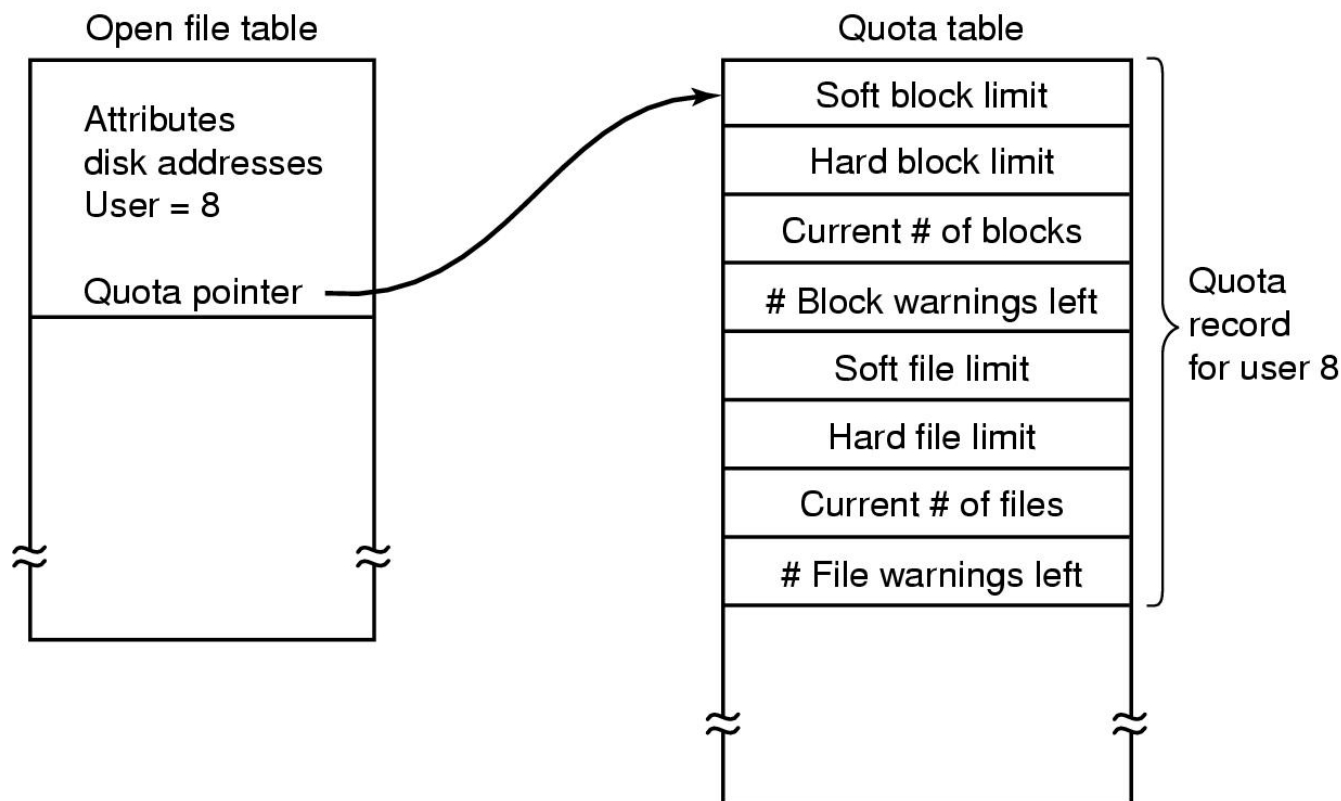 Open file table
Attributes
disk addresses
User = 8
Quota pointer
Quota table
Soft block limit
Hard block limit
Current # of blocks
# Block warnings left
Soft file limit
Hard file limit
Current # of files
# File warnings left
Quota
record
for user 8